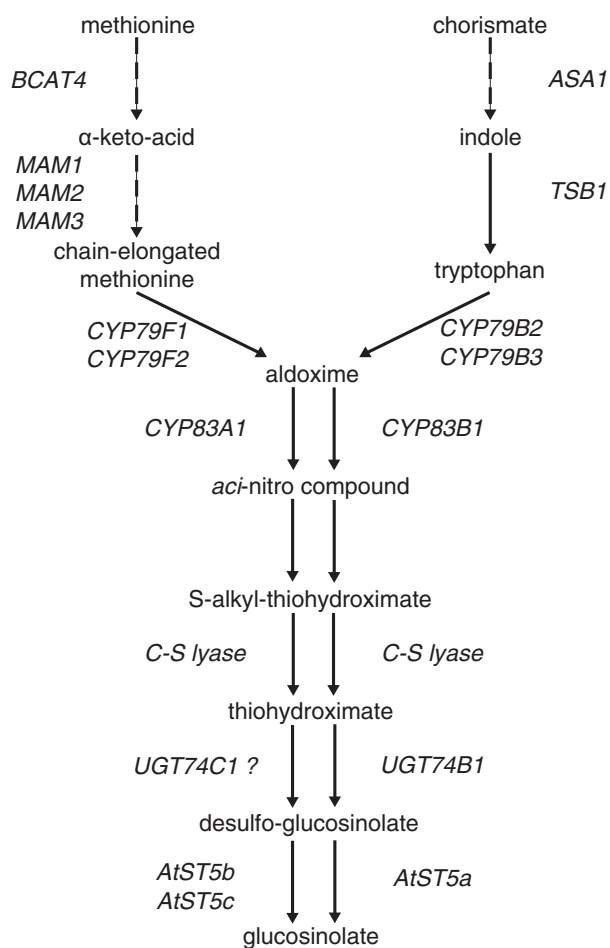 methionine
chorismate
BCAT4
ASA1
α-keto-acid
indole
MAM1
MAM2
MAM3
TSB1
chain-elongated
methionine
tryptophan
CYP79F1
CYP79F2
CYP79B2
CYP79B3
aldoxime
CYP83A1
CYP83B1
aci-nitro compound
S-alkyl-thiohydroximate
C-S lyase
C-S lyase
thiohydroximate
UGT74C1 ?
UGT74B1
desulfo-glucosinolate
AtST5b
AtST5c
AtST5a
glucosinolate